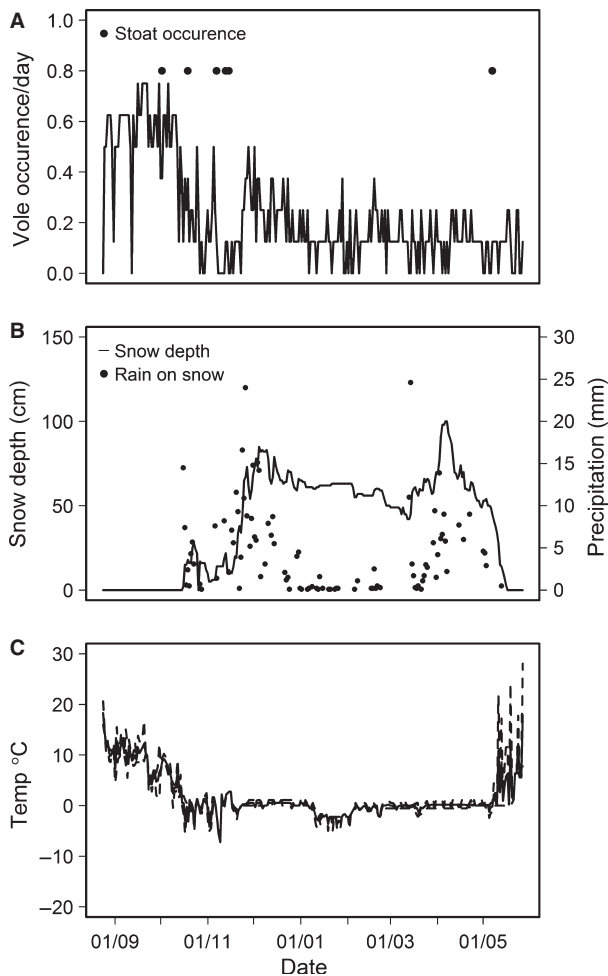 A
Stoat occurence
Vole occurence/day
1.0
0.8
0.6
0.4
0.2
0.0
B
Snow depth
Rain on snow
Snow depth (cm)
150
100
50
0
Precipitation (mm)
30
25
20
15
10
5
0
C
Temp °C
30
20
10
0
–10
–20
01/09 01/11 01/01 01/03 01/05
Date